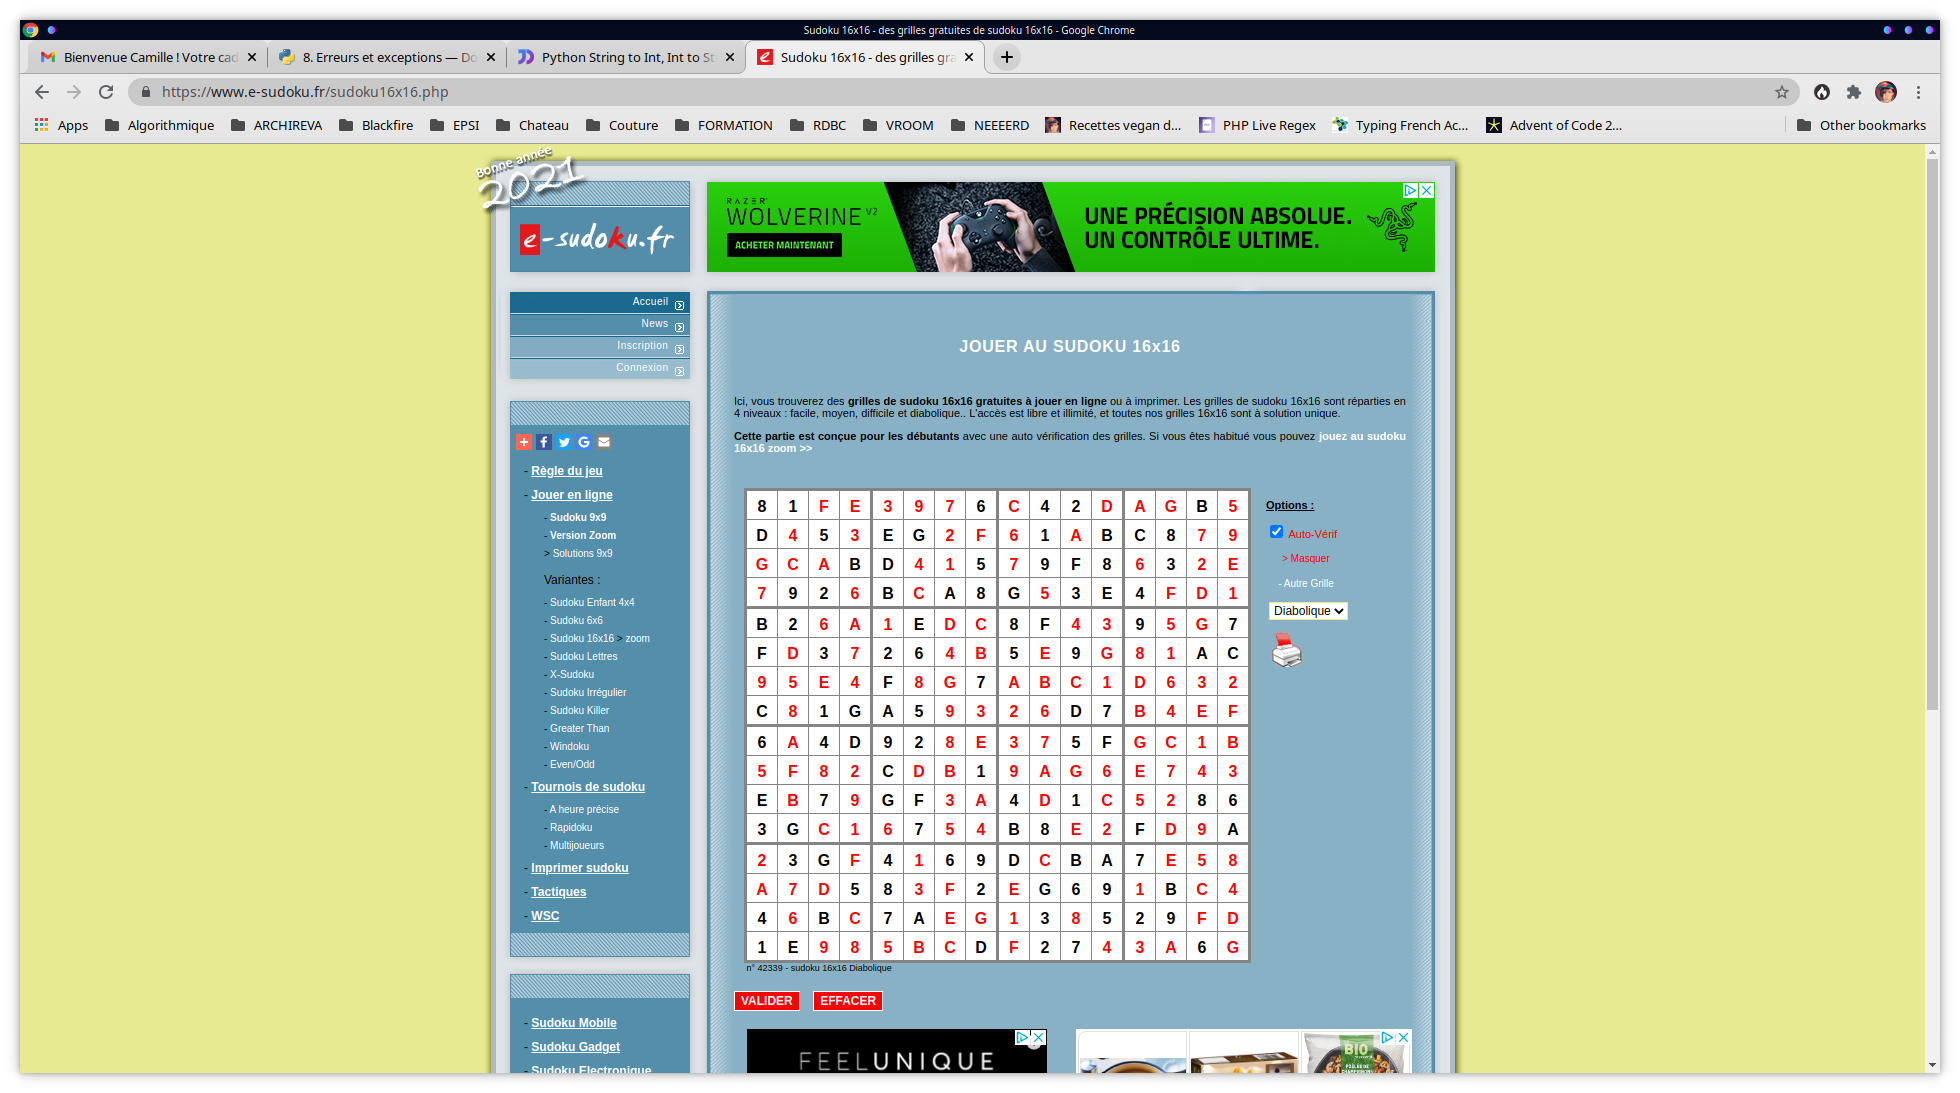 Sudoku 16x16 - des grilles gratuites de sudoku 16x16 - Google Chrome
Bienvenue Camille ! Votre cad
8. Erreurs et exceptions — Do
Python String to Int, Int to St
Sudoku 16x16 - des grilles gra
https://www.e-sudoku.fr/sudoku16x16.php
Apps Algorithmique ARCHIREVA Blackfire EPSI Chateau Couture FORMATION RDBC VROOM NEEEERD Recettes vegan d... PHP Live Regex Typing French Ac... Advent of Code 2... Other bookmarks
Bonne année
2021
e-sudoku.fr
RAZER
WOLVERINE V2
ACHETER MAINTENANT
UNE PRÉCISION ABSOLUE.
UN CONTRÔLE ULTIME.
Accueil
News
Inscription
Connexion
- Règle du jeu
- Jouer en ligne
- Sudoku 9x9
- Version Zoom
> Solutions 9x9
Variantes :
- Sudoku Enfant 4x4
- Sudoku 6x6
- Sudoku 16x16 > zoom
- Sudoku Lettres
- X-Sudoku
- Sudoku Irrégulier
- Sudoku Killer
- Greater Than
- Windoku
- Even/Odd
- Tournois de sudoku
- A heure précise
- Rapidoku
- Multijoueurs
- Imprimer sudoku
- Tactiques
- WSC
- Sudoku Mobile
- Sudoku Gadget
- Sudoku Electronique
JOUER AU SUDOKU 16x16
Ici, vous trouverez des grilles de sudoku 16x16 gratuites à jouer en ligne ou à imprimer. Les grilles de sudoku 16x16 sont réparties en
4 niveaux : facile, moyen, difficile et diabolique.. L'accès est libre et illimité, et toutes nos grilles 16x16 sont à solution unique.
Cette partie est conçue pour les débutants avec une auto vérification des grilles. Si vous êtes habitué vous pouvez jouez au sudoku
16x16 zoom >>
8 1 F E 3 9 7 6 C 4 2 D A G B 5
D 4 5 3 E G 2 F 6 1 A B C 8 7 9
G C A B D 4 1 5 7 9 F 8 6 3 2 E
7 9 2 6 B C A 8 G 5 3 E 4 F D 1
B 2 6 A 1 E D C 8 F 4 3 9 5 G 7
F D 3 7 2 6 4 B 5 E 9 G 8 1 A C
9 5 E 4 F 8 G 7 A B C 1 D 6 3 2
C 8 1 G A 5 9 3 2 6 D 7 B 4 E F
6 A 4 D 9 2 8 E 3 7 5 F G C 1 B
5 F 8 2 C D B 1 9 A G 6 E 7 4 3
E B 7 9 G F 3 A 4 D 1 C 5 2 8 6
3 G C 1 6 7 5 4 B 8 E 2 F D 9 A
2 3 G F 4 1 6 9 D C B A 7 E 5 8
A 7 D 5 8 3 F 2 E G 6 9 1 B C 4
4 6 B C 7 A E G 1 3 8 5 2 9 F D
1 E 9 8 5 B C D F 2 7 4 3 A 6 G
n° 42339 - sudoku 16x16 Diabolique
Options :
Auto-Vérif
> Masquer
- Autre Grille
Diabolique
VALIDER EFFACER
FEELUNIQUE
BIO